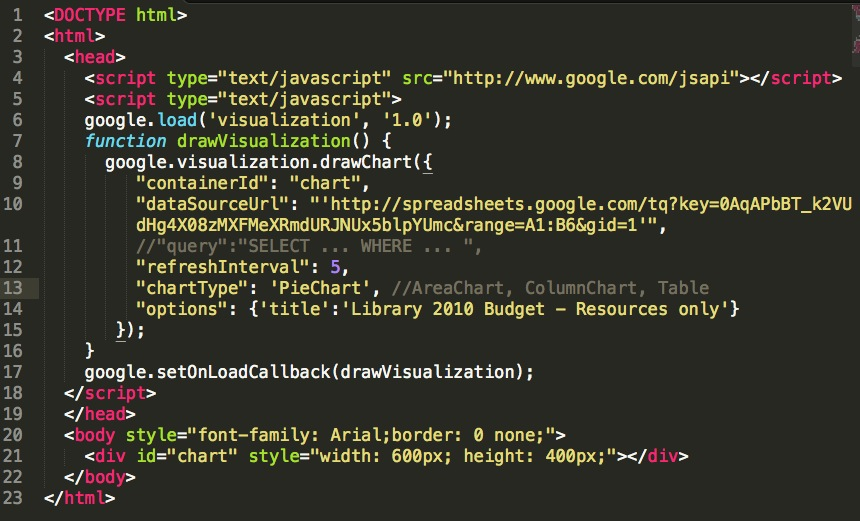 1 <DOCTYPE html>
2 <html>
3 <head>
4 <script type="text/javascript" src="http://www.google.com/jsapi"></script>
5 <script type="text/javascript">
6 google.load('visualization', '1.0');
7 function drawVisualization() {
8 google.visualization.drawChart({
9 "containerId": "chart",
10 "dataSourceUrl": "'http://spreadsheets.google.com/tq?key=0AqAPbBT_k2VU
dHg4X08zMXFMeXRmdURJNUx5blpYUmc&range=A1:B6&gid=1'",
11 //"query":"SELECT ... WHERE ... ",
12 "refreshInterval": 5,
13 "chartType": 'PieChart', //AreaChart, ColumnChart, Table
14 "options": {'title':'Library 2010 Budget – Resources only'}
15 });
16 }
17 google.setOnLoadCallback(drawVisualization);
18 </script>
19 </head>
20 <body style="font-family: Arial;border: 0 none;">
21 <div id="chart" style="width: 600px; height: 400px;"></div>
22 </body>
23 </html>